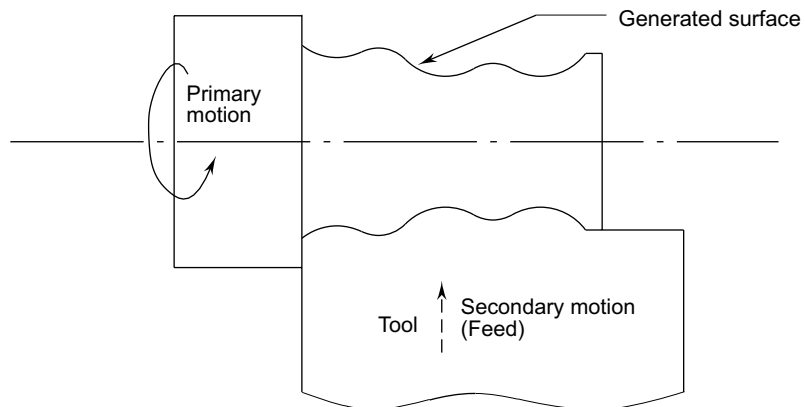 Generated surface
Primary
motion
Tool
Secondary motion
(Feed)